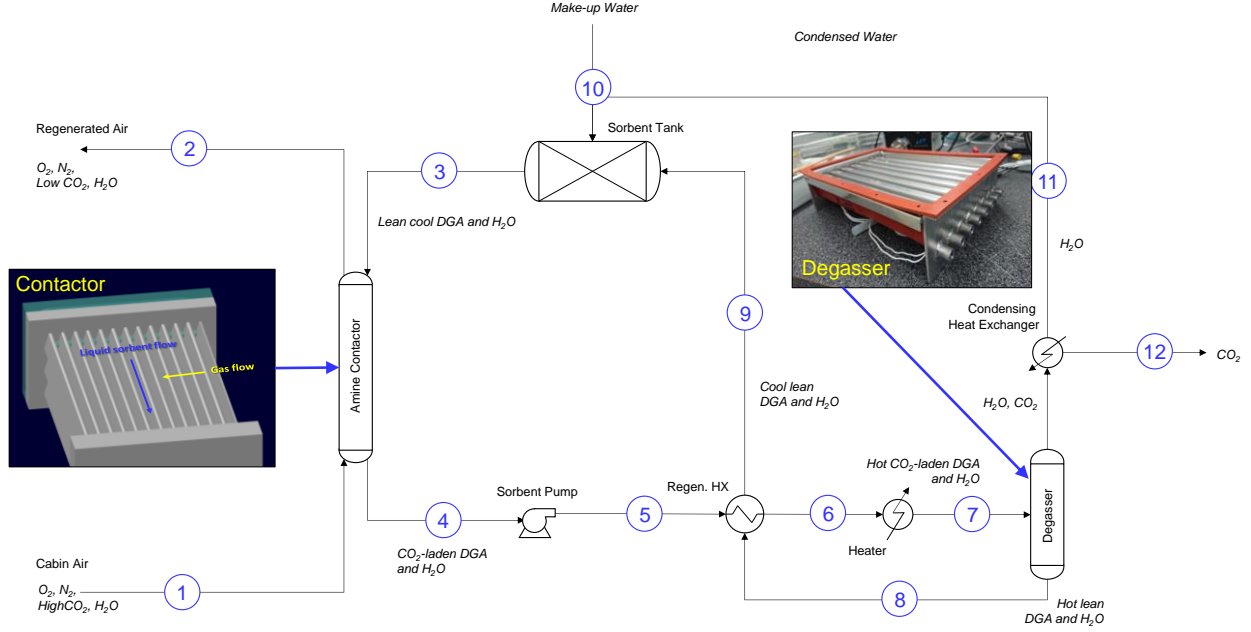 Make-up Water
Condensed Water
10
Regenerated Air
2
O₂, N₂,
Low CO₂, H₂O
Sorbent Tank
3
Lean cool DGA and H₂O
11
H₂O
Degasser
Contactor
Liquid sorbent flow
Gas flow
Amine Contactor
9
Condensing
Heat Exchanger
12
CO₂
Cool lean
DGA and H₂O
H₂O, CO₂
Hot CO₂-laden DGA
and H₂O
Sorbent Pump
Regen. HX
4
5
6
7
Heater
Degasser
CO₂-laden DGA
and H₂O
Cabin Air
O₂, N₂,
HighCO₂, H₂O
1
8
Hot lean
DGA and H₂O